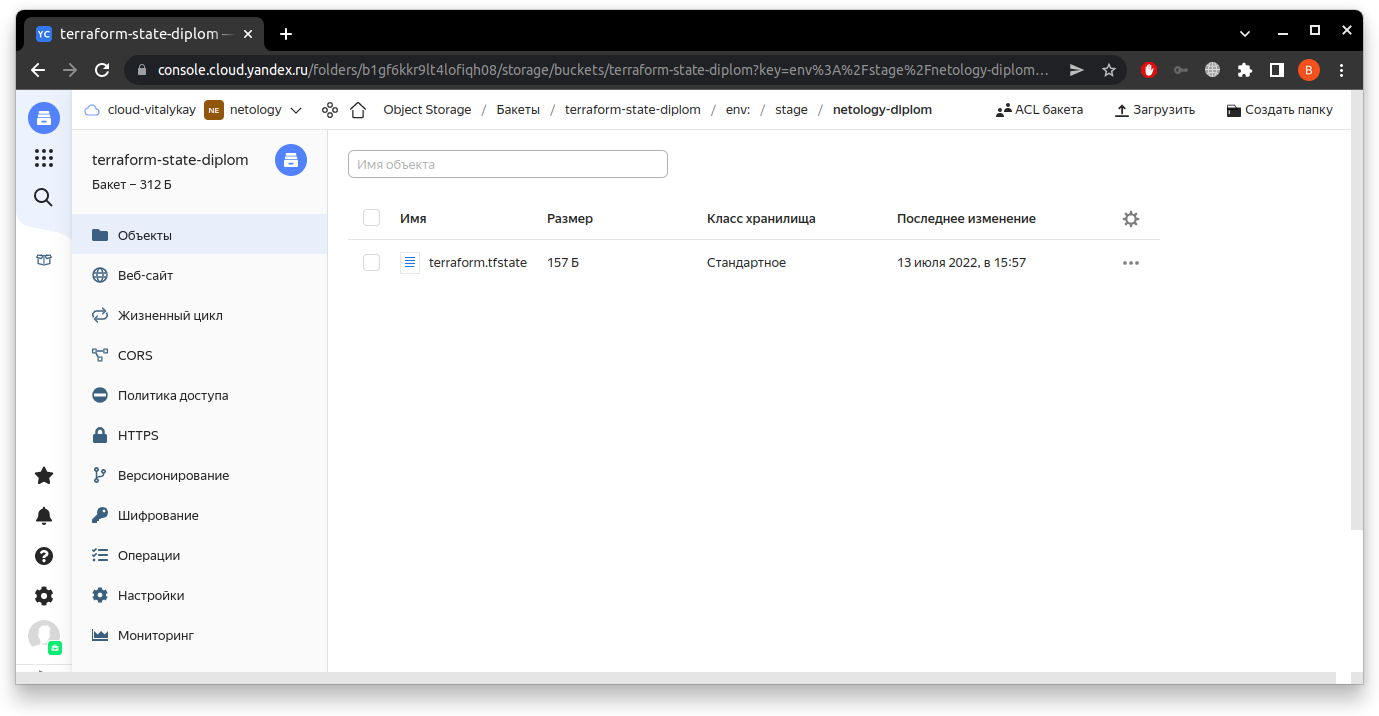 YC terraform-state-diplom —
console.cloud.yandex.ru/folders/b1gf6kkr9lt4lofiqh08/storage/buckets/terraform-state-diplom?key=env%3A%2Fstage%2Fnetology-diplom… B
cloud-vitalykay NE netology Object Storage / Бакеты / terraform-state-diplom / env: / stage / netology-diplom ACL бакета Загрузить Создать папку
terraform-state-diplom
Бакет – 312 Б
Объекты
Веб-сайт
Жизненный цикл
CORS
Политика доступа
HTTPS
Версионирование
Шифрование
Операции
Настройки
Мониторинг
Имя объекта
Имя Размер Класс хранилища Последнее изменение
terraform.tfstate 157 Б Стандартное 13 июля 2022, в 15:57